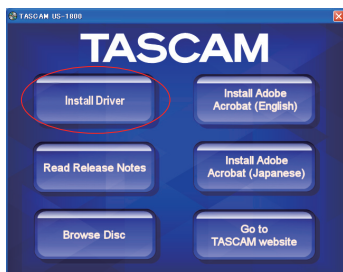 TASCAM US-1800
TASCAM
Install Driver
Install Adobe
Acrobat (English)
Read Release Notes
Install Adobe
Acrobat (Japanese)
Browse Disc
Go to
TASCAM website